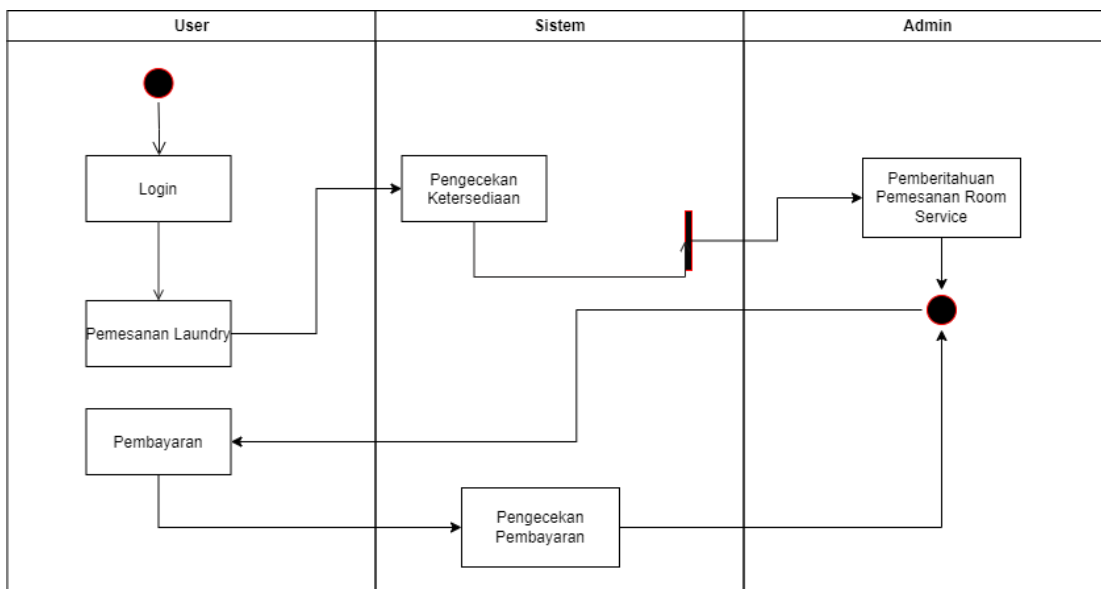 User
Sistem
Admin
Login
Pengecekan
Ketersediaan
Pemberitahuan
Pemesanan Room
Service
Pemesanan Laundry
Pembayaran
Pengecekan
Pembayaran